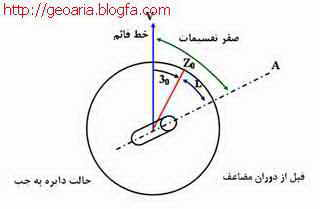 http://geoaria.blogfa.com
V
خط قائم
صفر تقسیمات
A
Z0
30
L
قبل از دوران مضاعف
حالت دایره به چپ